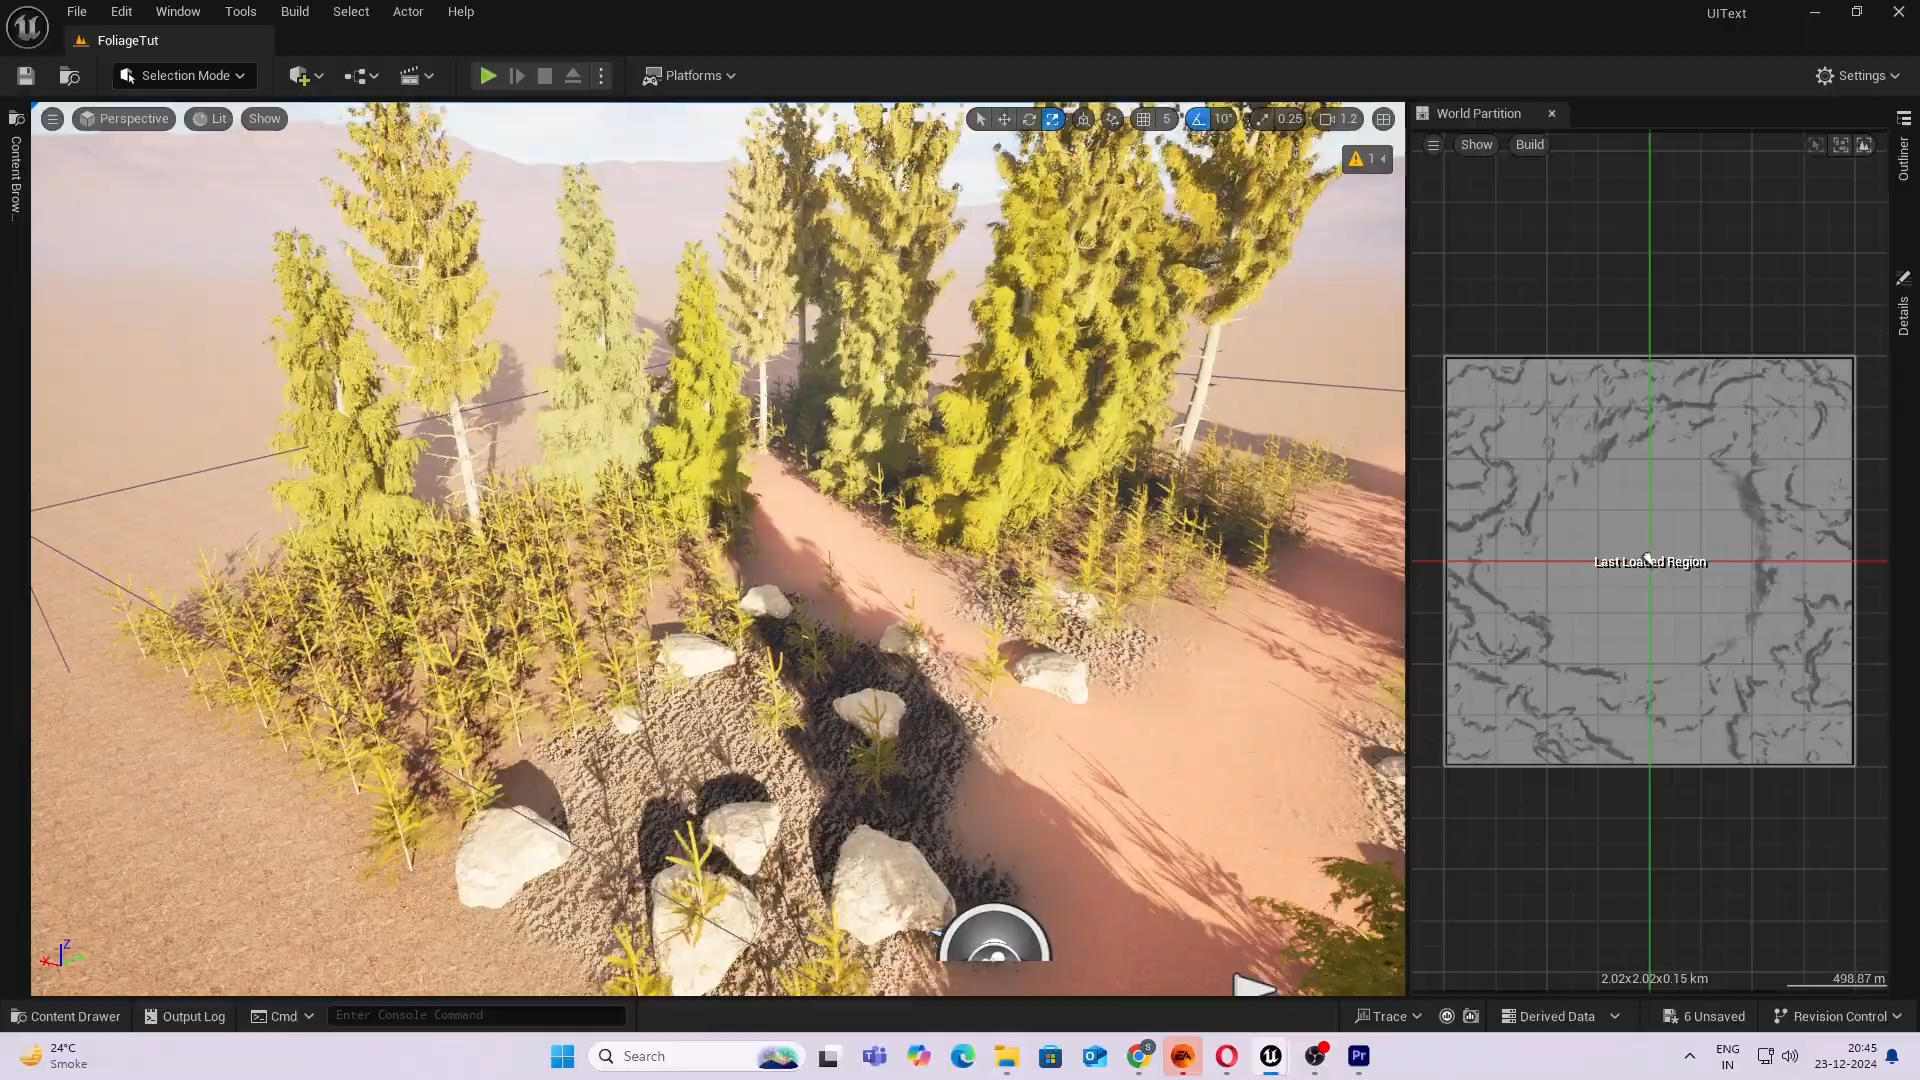 File Edit Window Tools Build Select Actor Help
UIText
FoliageTut
Selection Mode
Platforms
Settings
Perspective Lit Show
5 10° 0.25 1.2
1
World Partition
Show Build
Content Brow...
Outliner
Details
Last Loaded Region
2.02x2.02x0.15 km
498.87 m
X
Z
Content Drawer Output Log Cmd Enter Console Command
Trace Derived Data 6 Unsaved Revision Control
24°C
Smoke
Search
S
EA
Pr
ENG
IN
20:45
23-12-2024